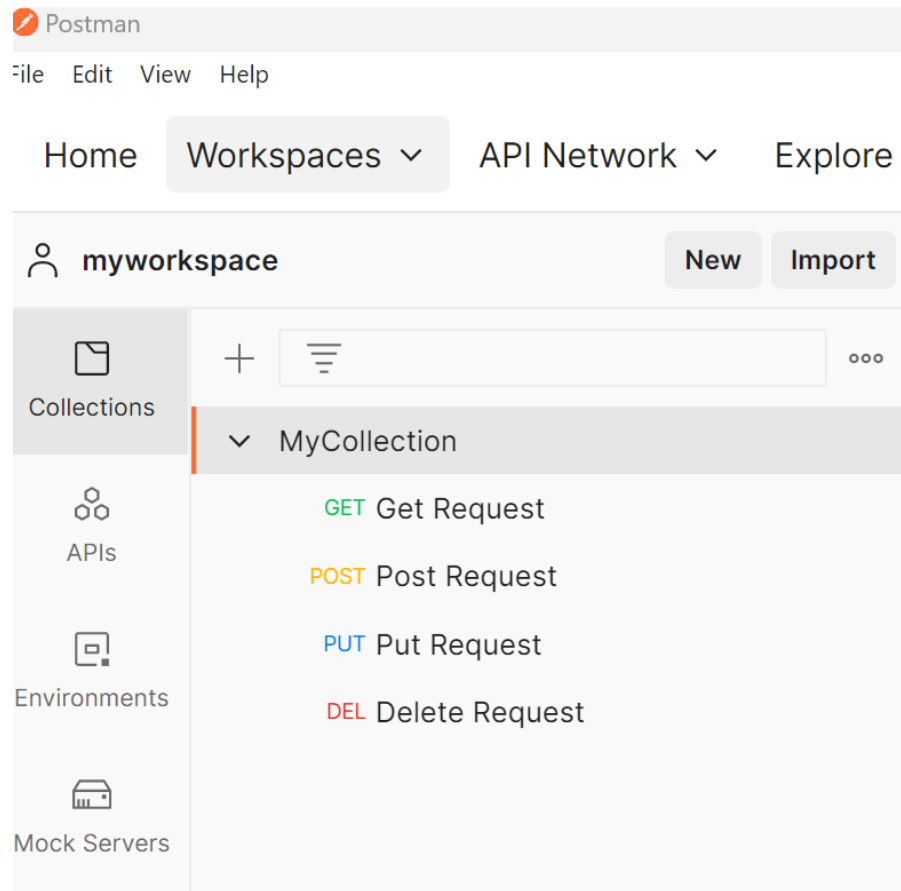 Postman
File Edit View Help
Home Workspaces API Network Explore
myworkspace New Import
Collections
MyCollection
GET Get Request
APIs
POST Post Request
PUT Put Request
Environments
DEL Delete Request
Mock Servers